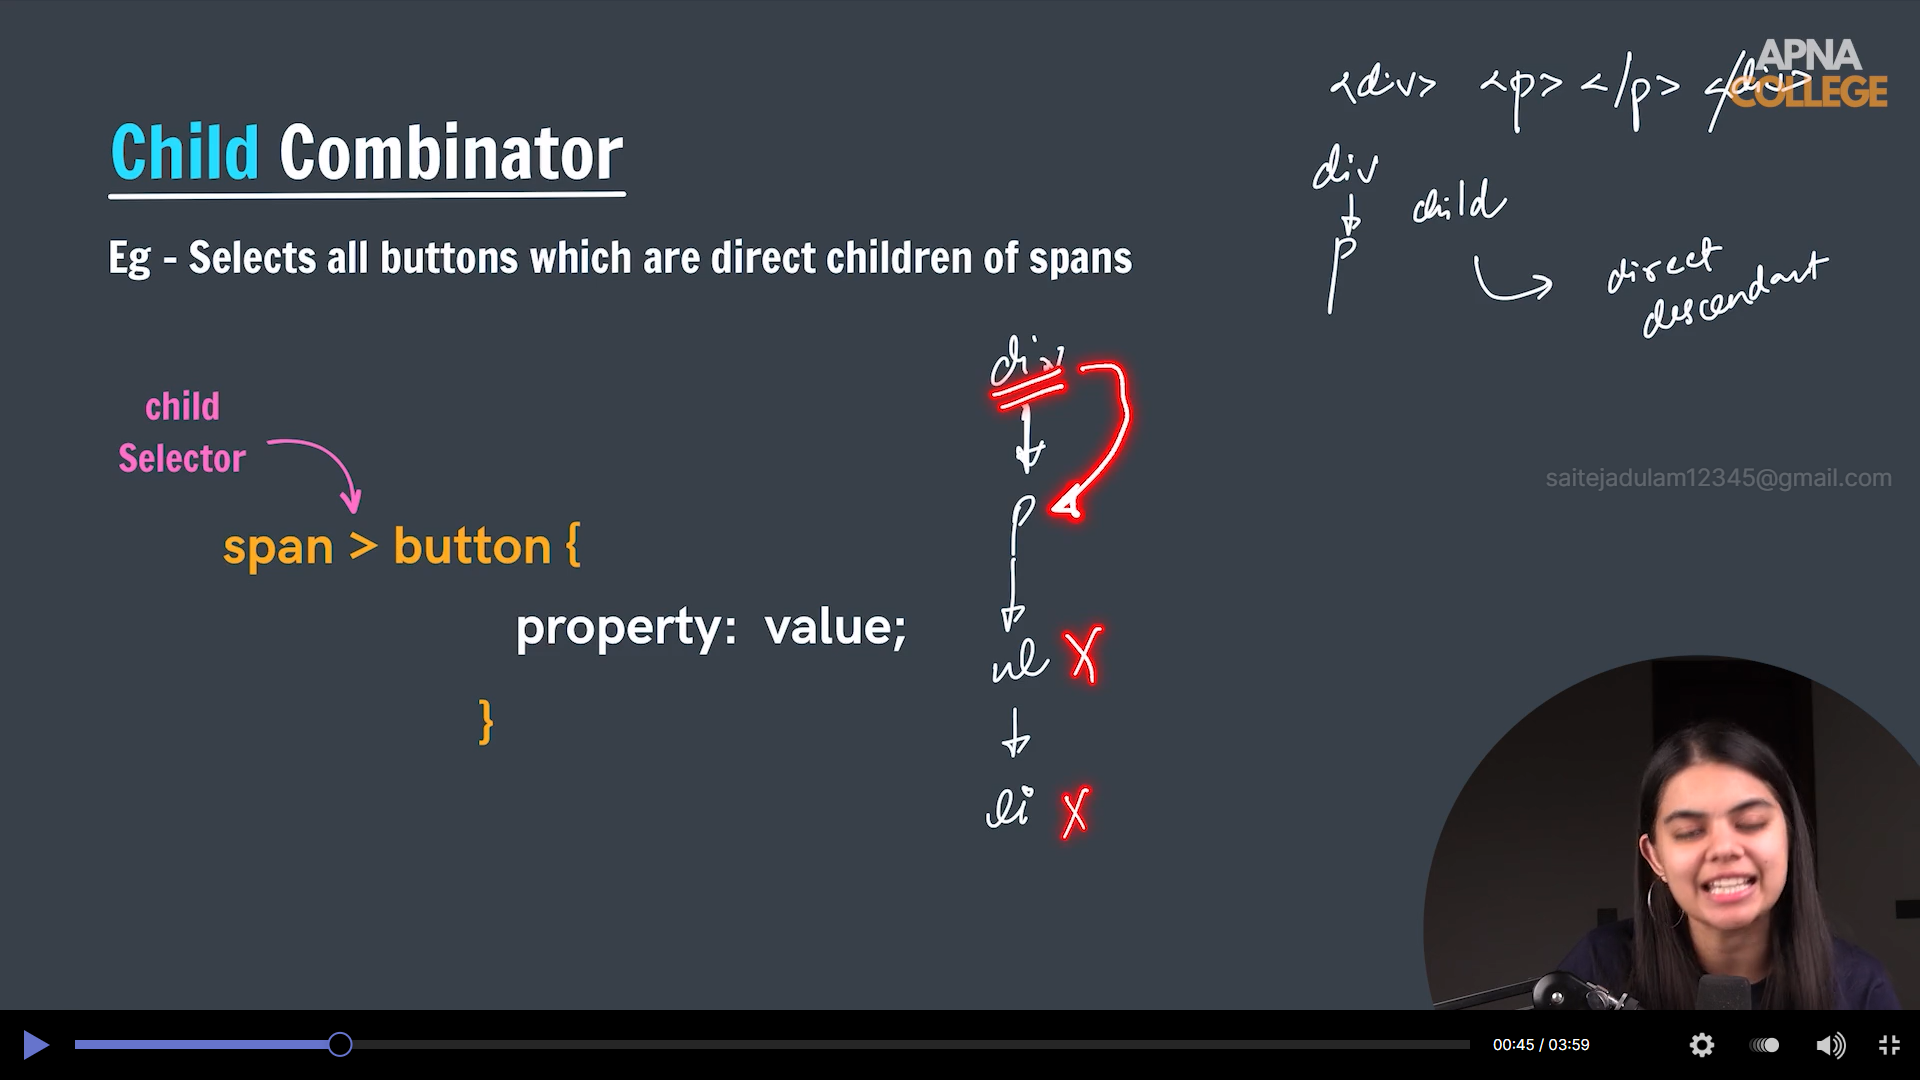 APNA
COLLEGE
<div> <p> </p> </div>
Child Combinator
div
child
p
Eg - Selects all buttons which are direct children of spans
direct
descendant
div
child
Selector
p
saitejadulam12345@gmail.com
span > button {
property: value;
ul X
}
li X
00:45 / 03:59